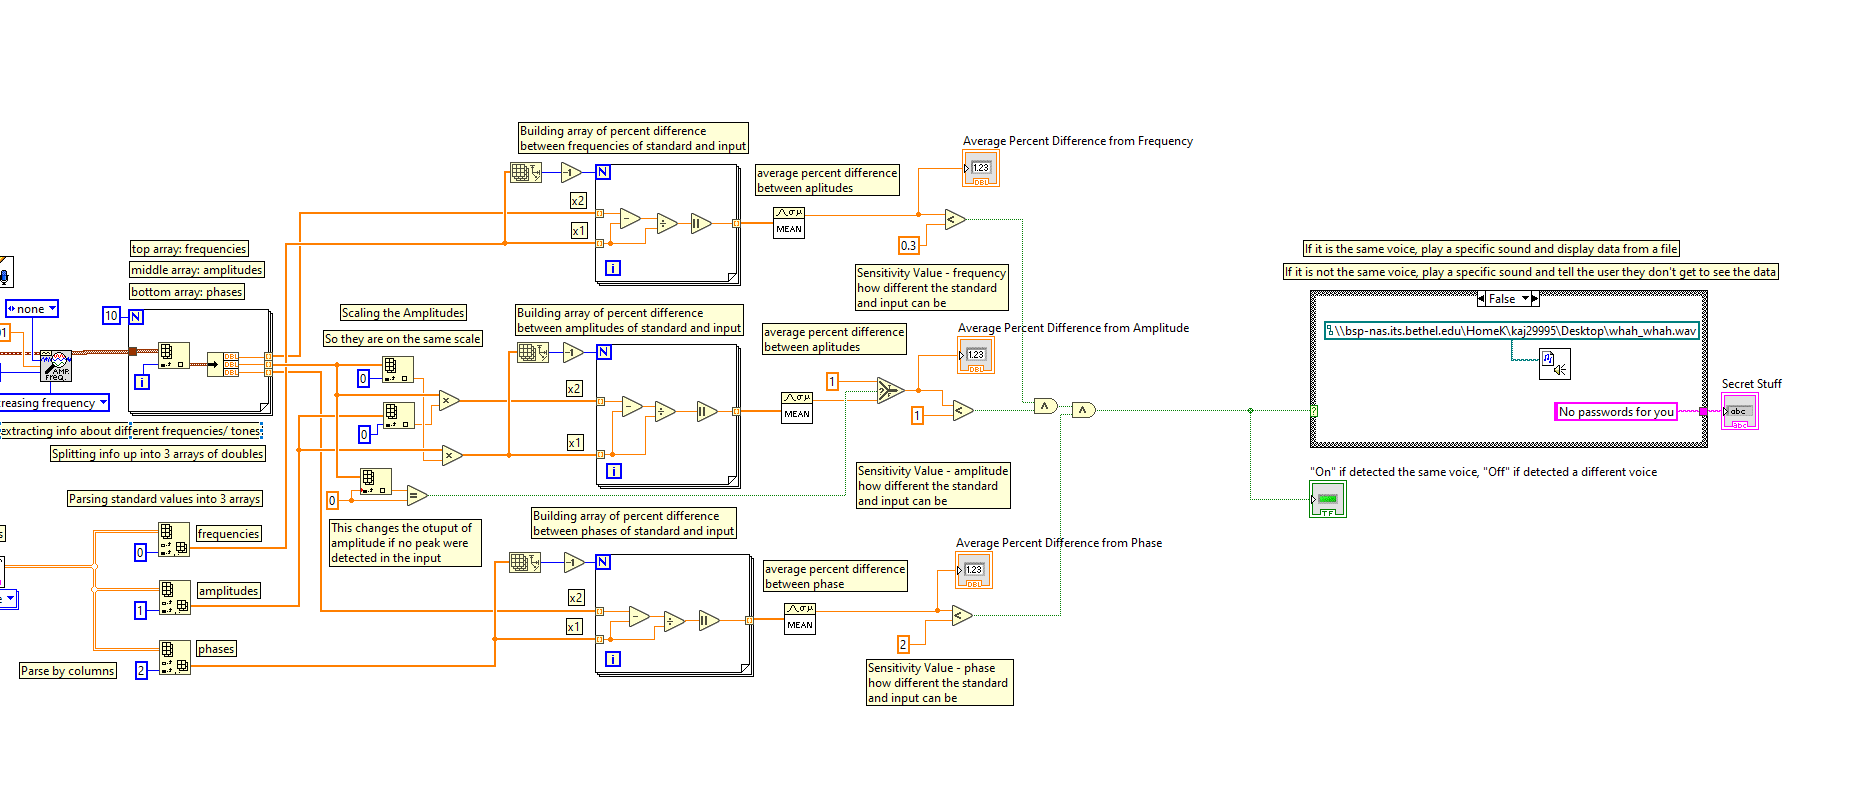 Building array of percent difference
between frequencies of standard and input
Average Percent Difference from Frequency
-1
N
average percent difference
between aplitudes
1.23
DBL
x2
x1
MEAN
0.3
i
top array: frequencies
middle array: amplitudes
bottom array: phases
Sensitivity Value - frequency
how different the standard
and input can be
If it is the same voice, play a specific sound and display data from a file
If it is not the same voice, play a specific sound and tell the user they don't get to see the data
none
10
N
AMP
FREQ.
DBL
DBL
DBL
i
creasing frequency
extracting info about different frequencies/ tones
Splitting info up into 3 arrays of doubles
Scaling the Amplitudes
So they are on the same scale
0
0
Building array of percent difference
between amplitudes of standard and input
-1
N
average percent difference
between aplitudes
Average Percent Difference from Amplitude
1.23
DBL
x2
x1
MEAN
1
1
i
False
\\bsp-nas.its.bethel.edu\HomeK\kaj29995\Desktop\whah_whah.wav
No passwords for you
Secret Stuff
abc
abc
"On" if detected the same voice, "Off" if detected a different voice
TF
Sensitivity Value - amplitude
how different the standard
and input can be
0
This changes the otuput of
amplitude if no peak were
detected in the input
Parsing standard values into 3 arrays
frequencies
0
amplitudes
1
phases
2
Parse by columns
Building array of percent difference
between phases of standard and input
-1
N
average percent difference
between phase
Average Percent Difference from Phase
1.23
DBL
x2
x1
MEAN
2
i
Sensitivity Value - phase
how different the standard
and input can be